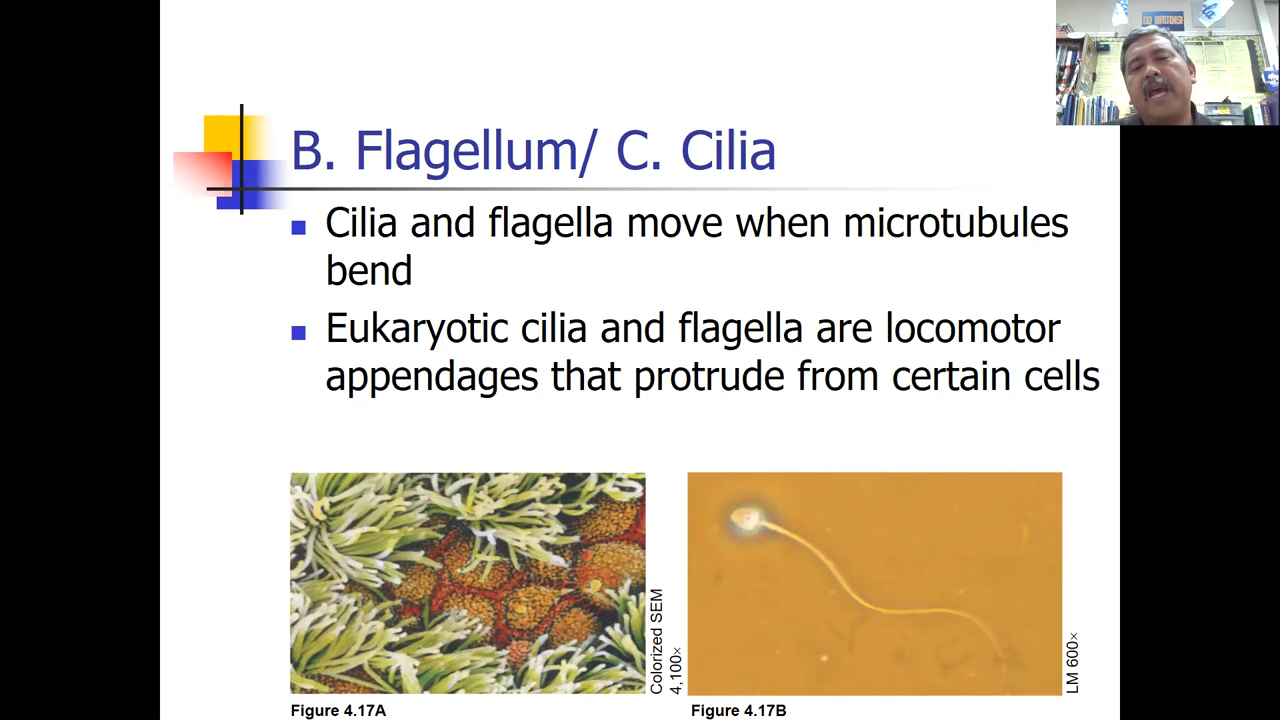 B. Flagellum/ C. Cilia
Cilia and flagella move when microtubules
bend
Eukaryotic cilia and flagella are locomotor
appendages that protrude from certain cells
Colorized SEM
4,100×
LM 600×
Figure 4.17A
Figure 4.17B